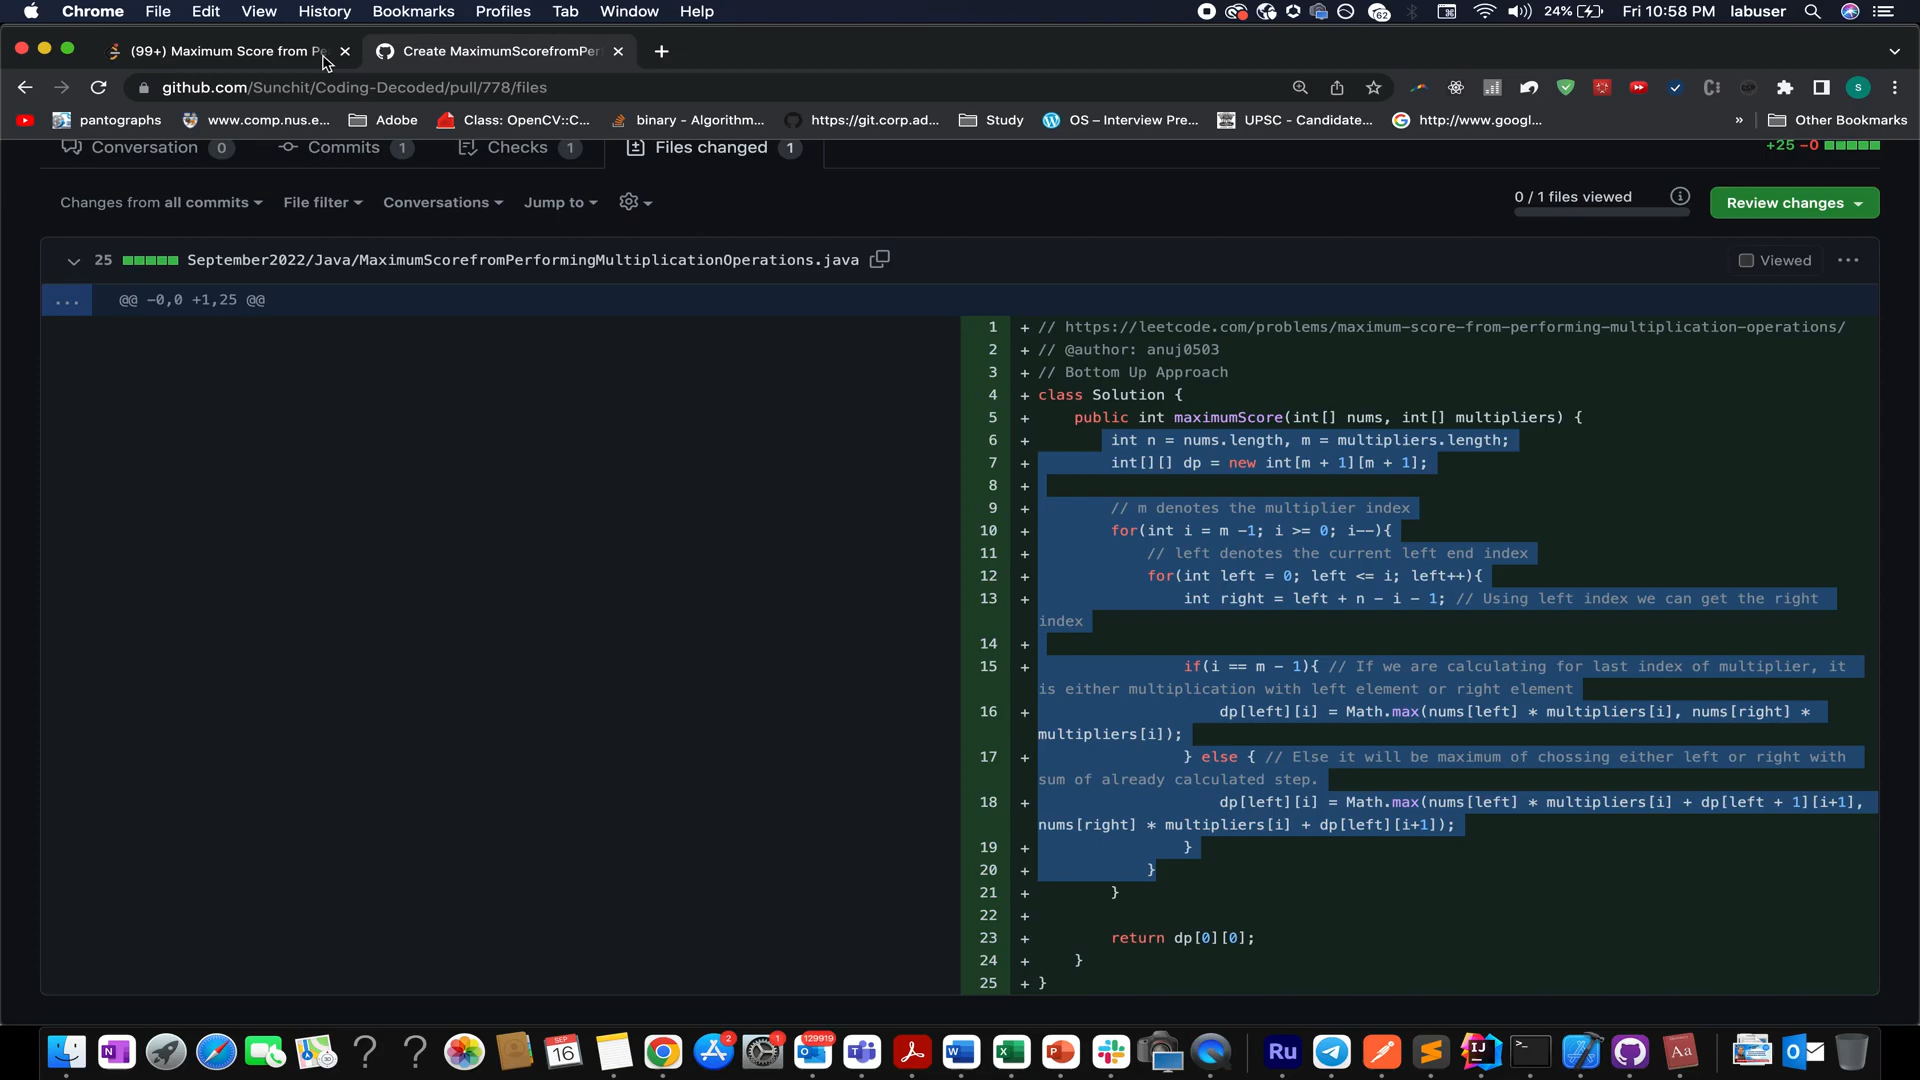 Chrome File Edit View History Bookmarks Profiles Tab Window Help
62 24% Fri 10:58 PM labuser
(99+) Maximum Score from Pe
Create MaximumScorefromPer
github.com/Sunchit/Coding-Decoded/pull/778/files
S
pantographs www.comp.nus.e... Adobe Class: OpenCV::C... binary - Algorithm... https://git.corp.ad... Study OS – Interview Pre... UPSC - Candidate... http://www.googl... » Other Bookmarks
Conversation 0 Commits 1 Checks 1 Files changed 1 +25 −0
Changes from all commits File filter Conversations Jump to
0 / 1 files viewed
Review changes
25 September2022/Java/MaximumScorefromPerformingMultiplicationOperations.java Viewed ...
... @@ -0,0 +1,25 @@
1 + // https://leetcode.com/problems/maximum-score-from-performing-multiplication-operations/
2 + // @author: anuj0503
3 + // Bottom Up Approach
4 + class Solution {
5 + public int maximumScore(int[] nums, int[] multipliers) {
6 + int n = nums.length, m = multipliers.length;
7 + int[][] dp = new int[m + 1][m + 1];
8 +
9 + // m denotes the multiplier index
10 + for(int i = m -1; i >= 0; i--){
11 + // left denotes the current left end index
12 + for(int left = 0; left <= i; left++){
13 + int right = left + n - i - 1; // Using left index we can get the right
index
14 +
15 + if(i == m - 1){ // If we are calculating for last index of multiplier, it
is either multiplication with left element or right element
16 + dp[left][i] = Math.max(nums[left] * multipliers[i], nums[right] *
multipliers[i]);
17 + } else { // Else it will be maximum of chossing either left or right with
sum of already calculated step.
18 + dp[left][i] = Math.max(nums[left] * multipliers[i] + dp[left + 1][i+1],
nums[right] * multipliers[i] + dp[left][i+1]);
19 + }
20 + }
21 + }
22 +
23 + return dp[0][0];
24 + }
25 + }
SEP
16
2
1
129919
Ru
IJ
Aa